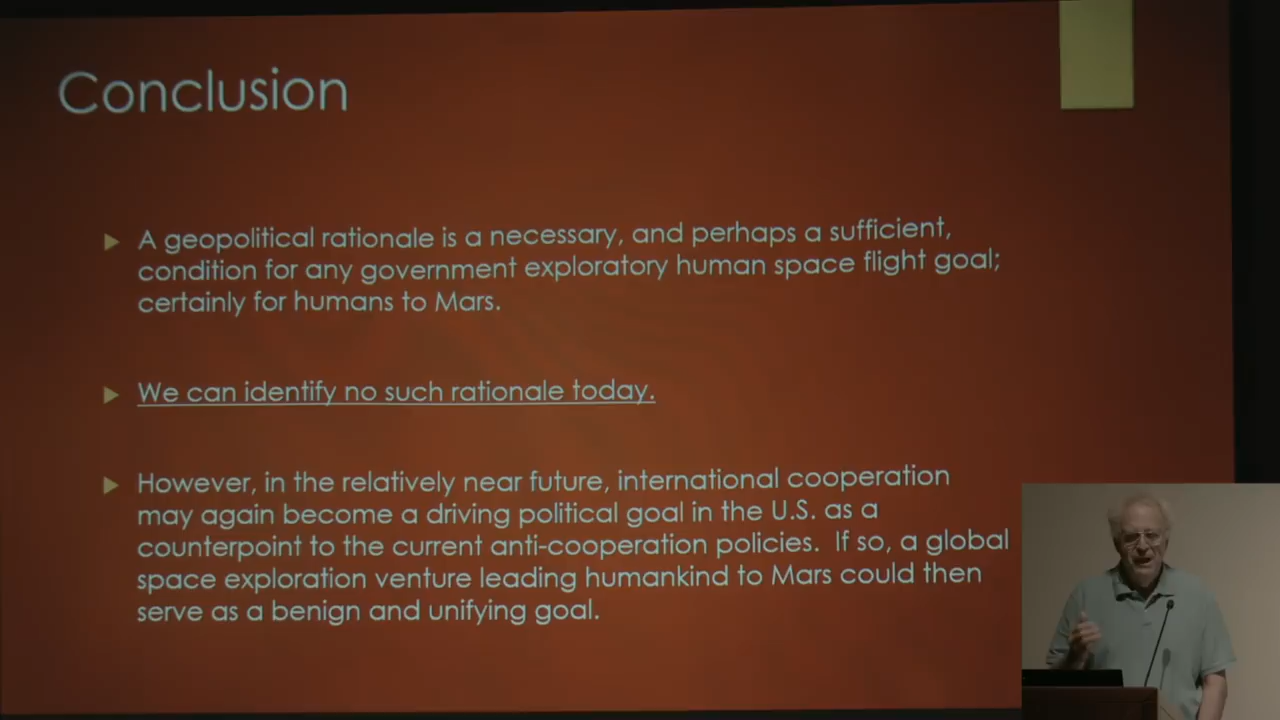 Conclusion
A geopolitical rationale is a necessary, and perhaps a sufficient,
condition for any government exploratory human space flight goal;
certainly for humans to Mars.
We can identify no such rationale today.
However, in the relatively near future, international cooperation
may again become a driving political goal in the U.S. as a
counterpoint to the current anti-cooperation policies. If so, a global
space exploration venture leading humankind to Mars could then
serve as a benign and unifying goal.